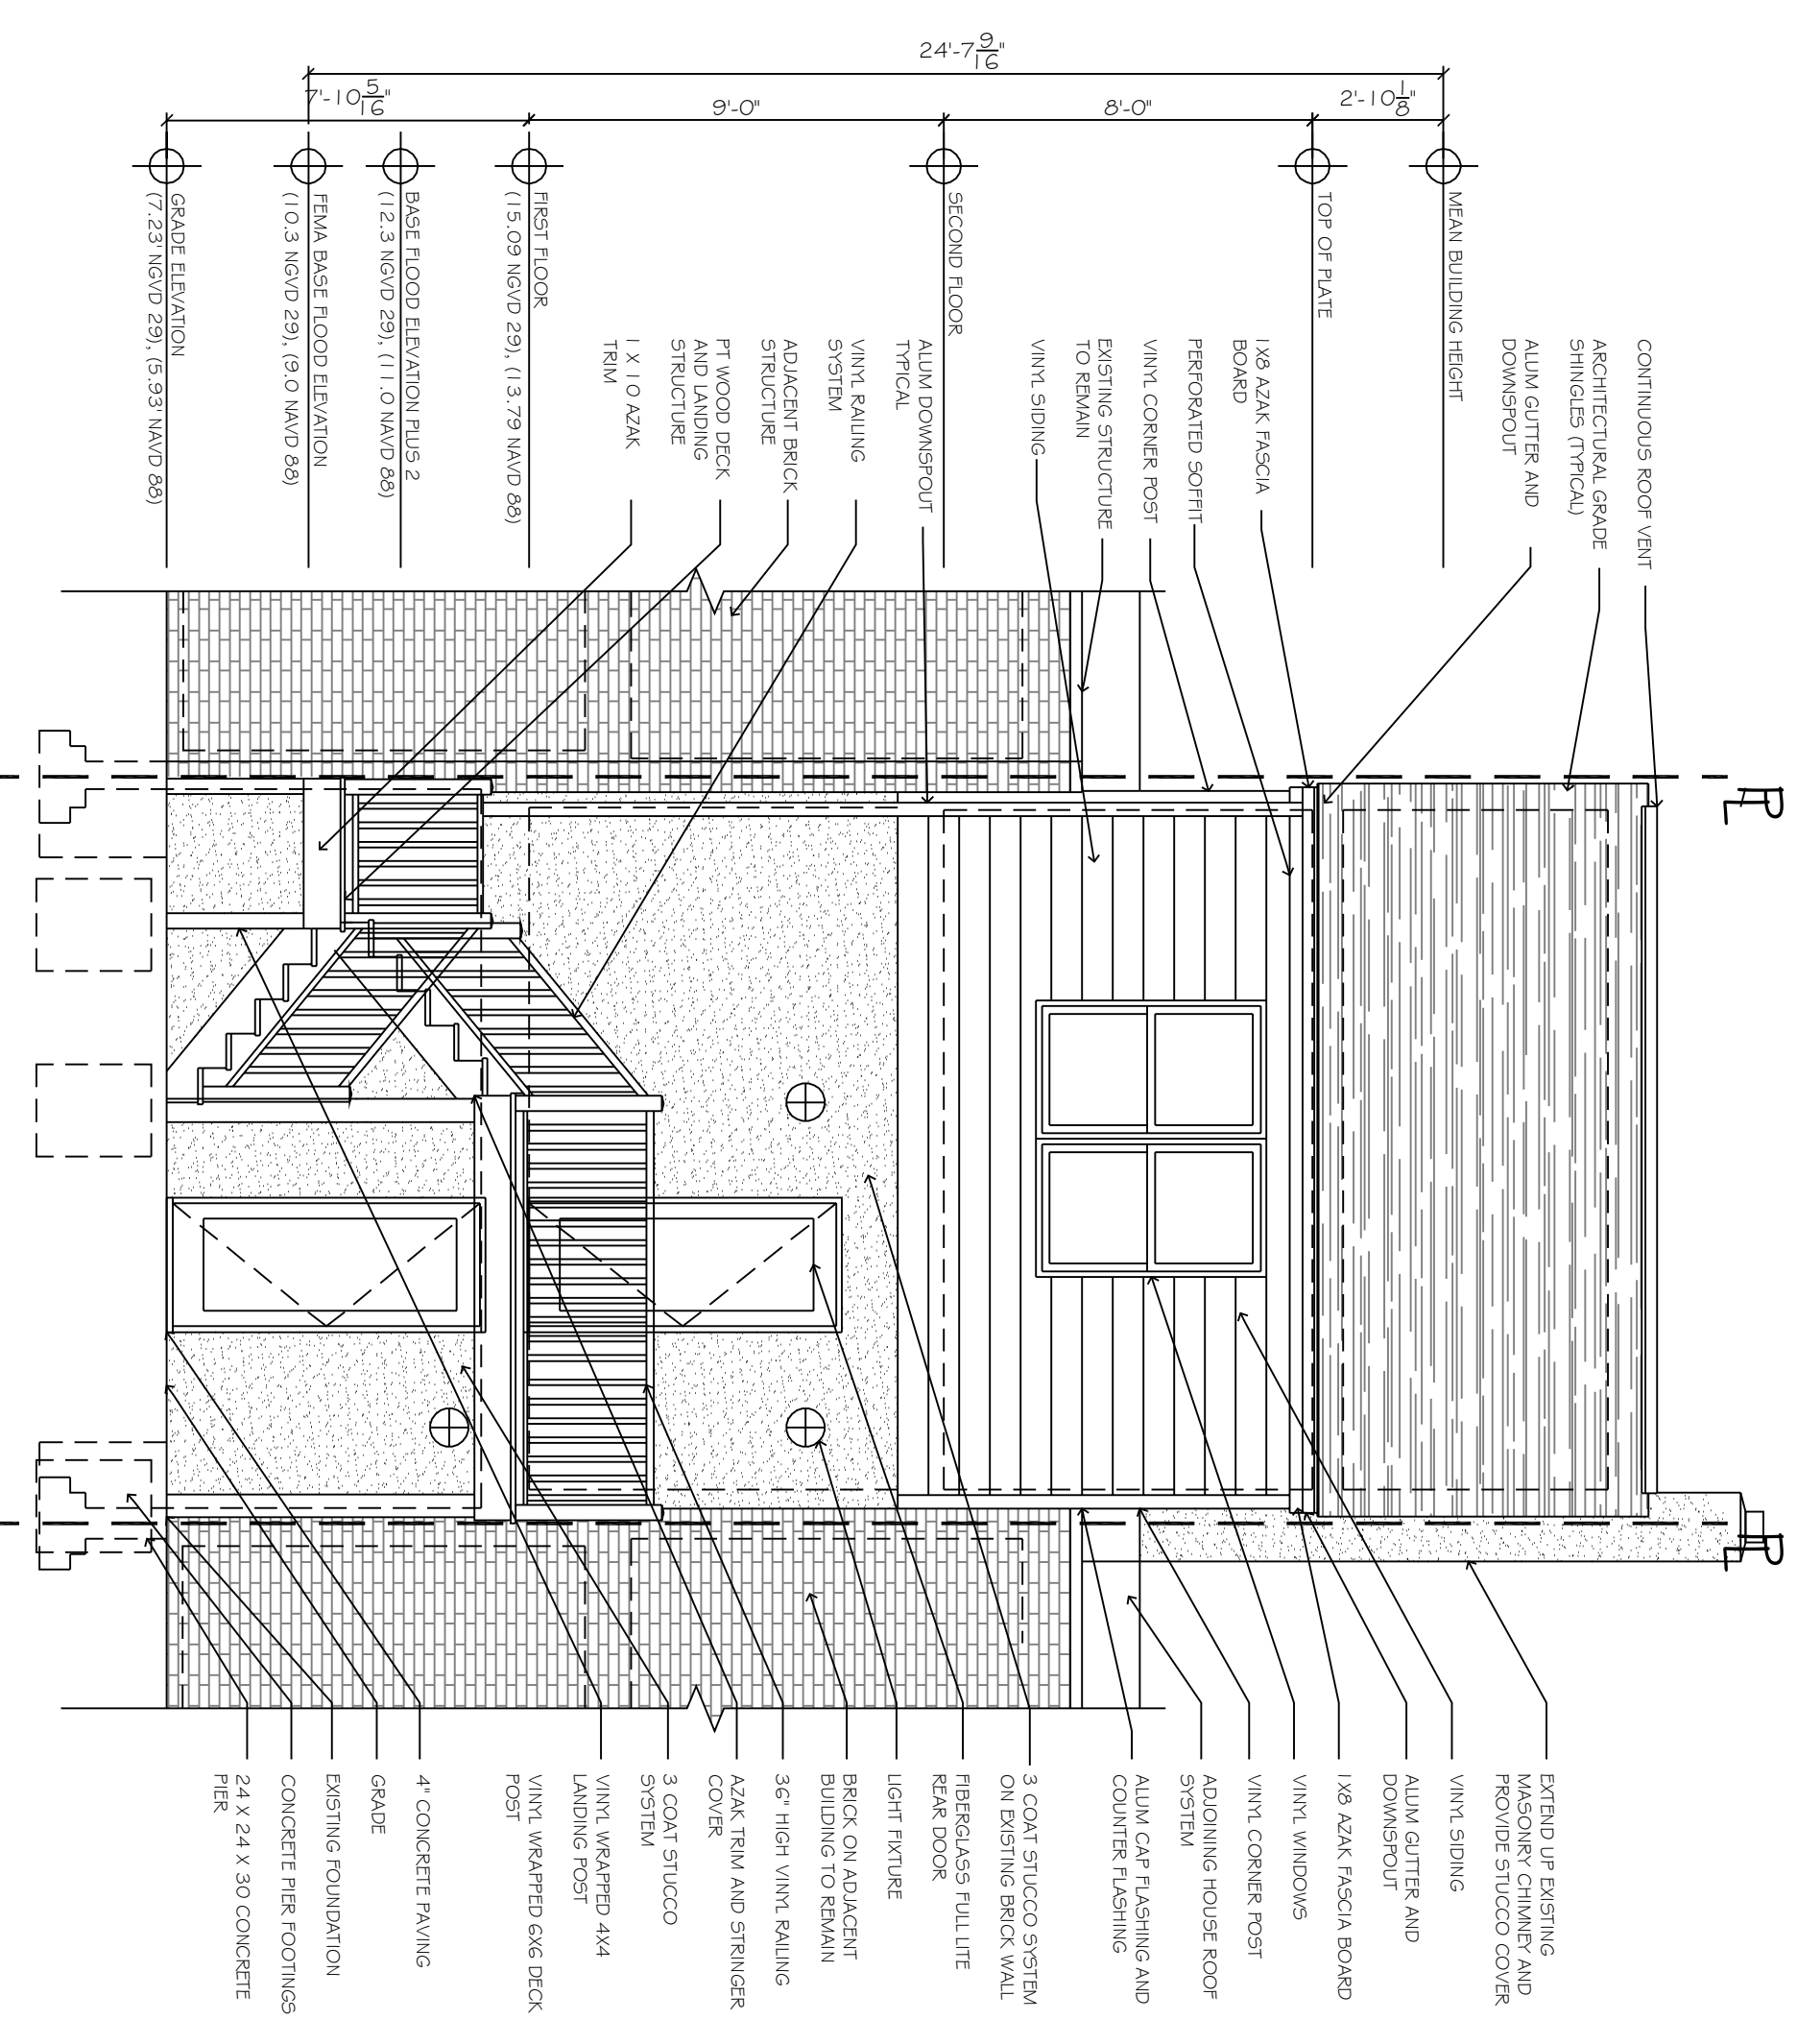 24'-7 9/16"
7'-10 5/16"
9'-0"
8'-0"
2'-10 1/8"
CONTINUOUS ROOF VENT
ARCHITECTURAL GRADE
SHINGLES (TYPICAL)
ALUM GUTTER AND
DOWNSPOUT
MEAN BUILDING HEIGHT
TOP OF PLATE
1X8 AZAK FASCIA
BOARD
PERFORATED SOFFIT
VINYL CORNER POST
EXISTING STRUCTURE
TO REMAIN
VINYL SIDING
SECOND FLOOR
ALUM DOWNSPOUT
TYPICAL
VINYL RAILING
SYSTEM
ADJACENT BRICK
STRUCTURE
PT WOOD DECK
AND LANDING
STRUCTURE
1 X 10 AZAK
TRIM
FIRST FLOOR
(15.09 NGVD 29), (13.79 NAVD 88)
BASE FLOOD ELEVATION PLUS 2
(12.3 NGVD 29), (11.0 NAVD 88)
FEMA BASE FLOOD ELEVATION
(10.3 NGVD 29), (9.0 NAVD 88)
GRADE ELEVATION
(7.23' NGVD 29), (5.93' NAVD 88)
EXTEND UP EXISTING
MASONRY CHIMNEY AND
PROVIDE STUCCO COVER
VINYL SIDING
ALUM GUTTER AND
DOWNSPOUT
1X8 AZAK FASCIA BOARD
VINYL WINDOWS
VINYL CORNER POST
ADJOINING HOUSE ROOF
SYSTEM
ALUM CAP FLASHING AND
COUNTER FLASHING
3 COAT STUCCO SYSTEM
ON EXISTING BRICK WALL
FIBERGLASS FULL LITE
REAR DOOR
LIGHT FIXTURE
BRICK ON ADJACENT
BUILDING TO REMAIN
36" HIGH VINYL RAILING
AZAK TRIM AND STRINGER
COVER
3 COAT STUCCO
SYSTEM
VINYL WRAPPED 4X4
LANDING POST
VINYL WRAPPED 6X6 DECK
POST
4" CONCRETE PAVING
GRADE
EXISTING FOUNDATION
CONCRETE PIER FOOTINGS
24 X 24 X 30 CONCRETE
PIER